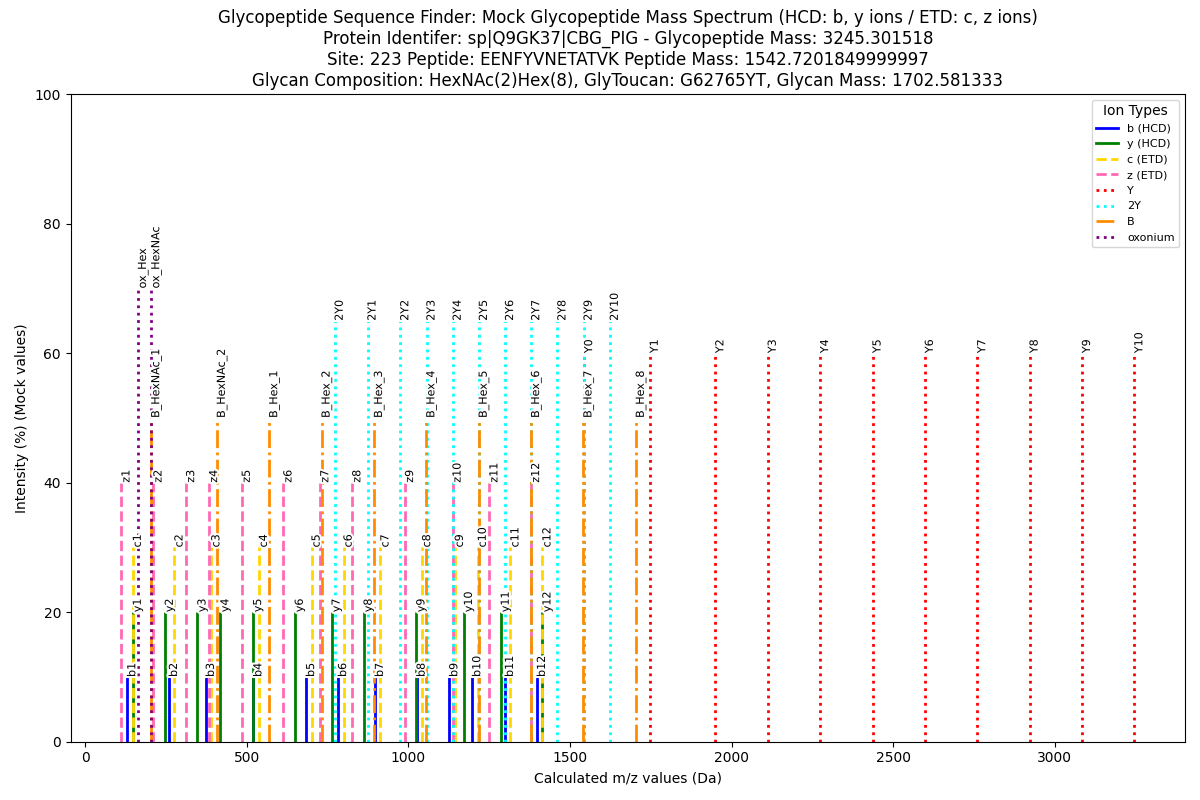 Glycopeptide Sequence Finder: Mock Glycopeptide Mass Spectrum (HCD: b, y ions / ETD: c, z ions)
Protein Identifer: sp|Q9GK37|CBG_PIG - Glycopeptide Mass: 3245.301518
Site: 223 Peptide: EENFYVNETATVK Peptide Mass: 1542.7201849999997
Glycan Composition: HexNAc(2)Hex(8), GlyToucan: G62765YT, Glycan Mass: 1702.581333
Intensity (%) (Mock values)
100
80
60
40
20
0
Ion Types
b (HCD)
y (HCD)
c (ETD)
z (ETD)
Y
2Y
B
oxonium
ox_Hex
ox_HexNAc
2Y0
2Y1
2Y2
2Y3
2Y4
2Y5
2Y6
2Y7
2Y8
2Y9
2Y10
Y0
Y1
Y2
Y3
Y4
Y5
Y6
Y7
Y8
Y9
Y10
B_HexNAc_1
B_HexNAc_2
B_Hex_1
B_Hex_2
B_Hex_3
B_Hex_4
B_Hex_5
B_Hex_6
B_Hex_7
B_Hex_8
z1
z2
z3
z4
z5
z6
z7
z8
z9
z10
z11
z12
c1
c2
c3
c4
c5
c6
c7
c8
c9
c10
c11
c12
y1
y2
y3
y4
y5
y6
y7
y8
y9
y10
y11
y12
b1
b2
b3
b4
b5
b6
b7
b8
b9
b10
b11
b12
0
500
1000
1500
2000
2500
3000
Calculated m/z values (Da)